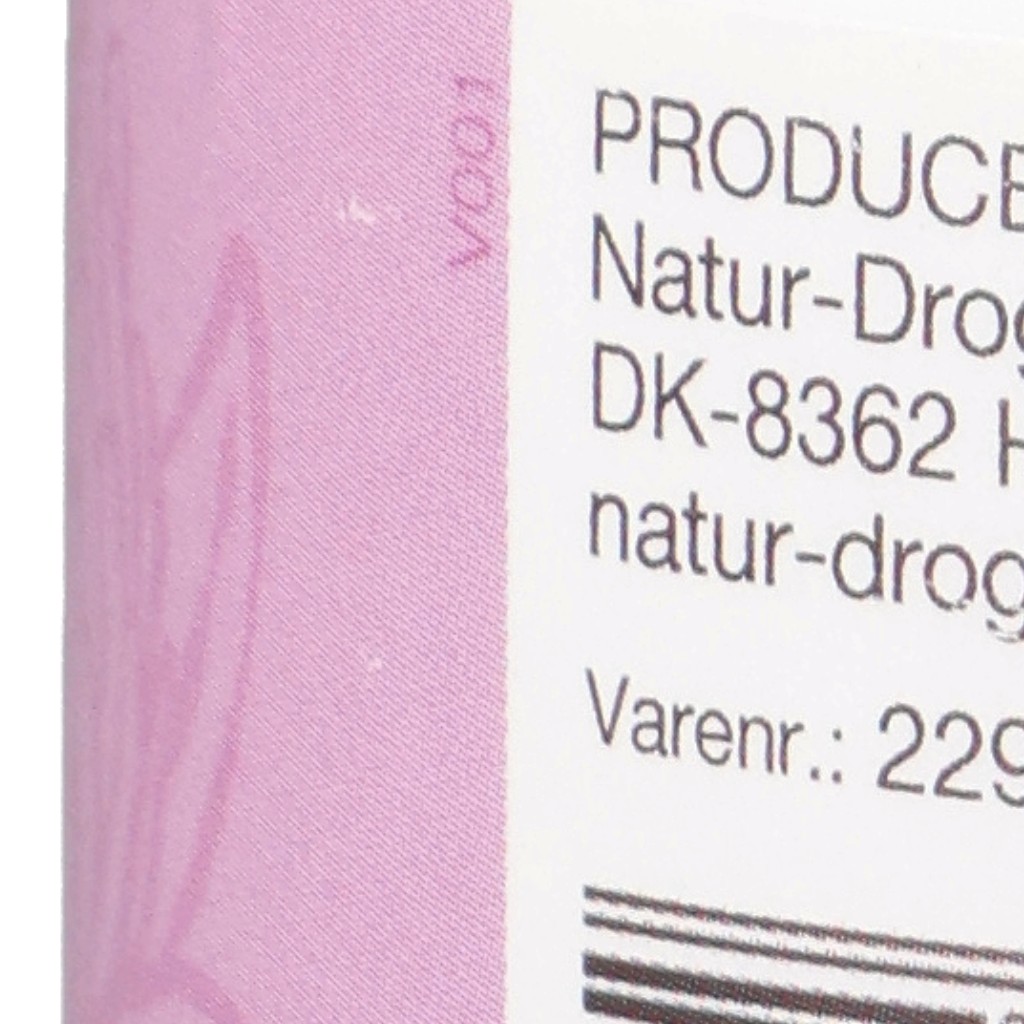 V001
PRODUCE
Natur-Drog
DK-8362 H
natur-drog
Varenr.: 229